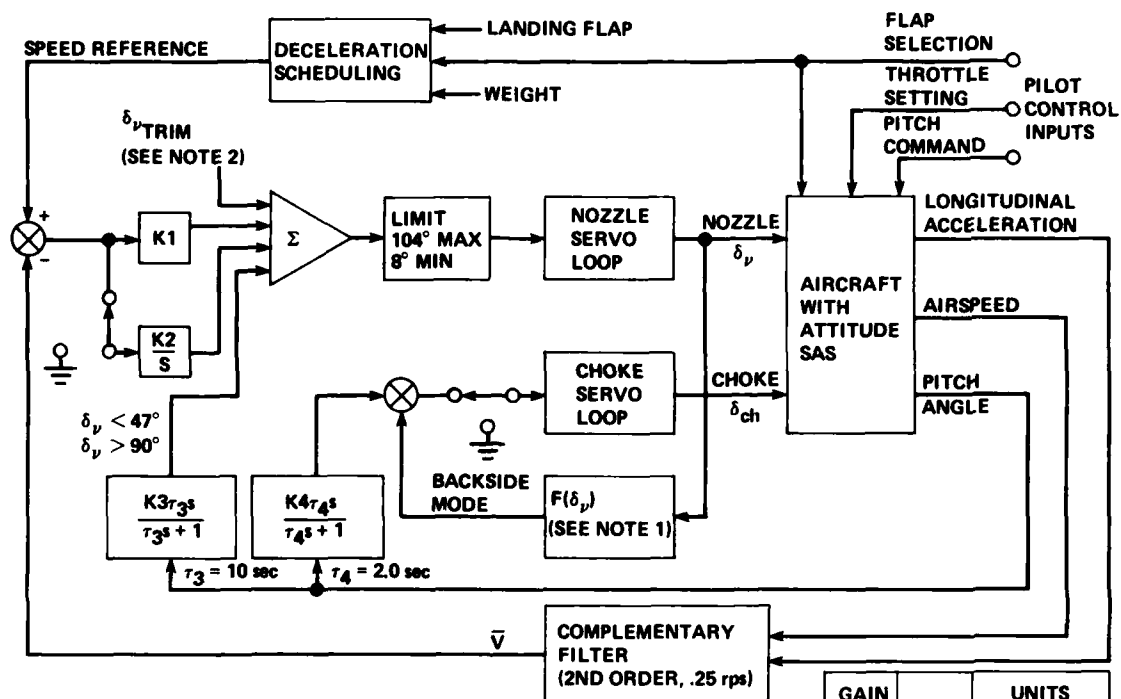 SPEED REFERENCE
DECELERATION
SCHEDULING
LANDING FLAP
WEIGHT
FLAP
SELECTION
THROTTLE
SETTING
PITCH
COMMAND
PILOT
CONTROL
INPUTS
δνTRIM
(SEE NOTE 2)
+
−
K1
K2
S
Σ
LIMIT
104° MAX
8° MIN
NOZZLE
SERVO
LOOP
NOZZLE
δν
AIRCRAFT
WITH
ATTITUDE
SAS
LONGITUDINAL
ACCELERATION
AIRSPEED
PITCH
ANGLE
CHOKE
SERVO
LOOP
CHOKE
δch
δν < 47°
δν > 90°
BACKSIDE
MODE
F(δν)
(SEE NOTE 1)
K3τ3s
τ3s + 1
K4τ4s
τ4s + 1
τ3 = 10 sec
τ4 = 2.0 sec
V̄
COMPLEMENTARY
FILTER
(2ND ORDER, .25 rps)
GAIN
UNITS